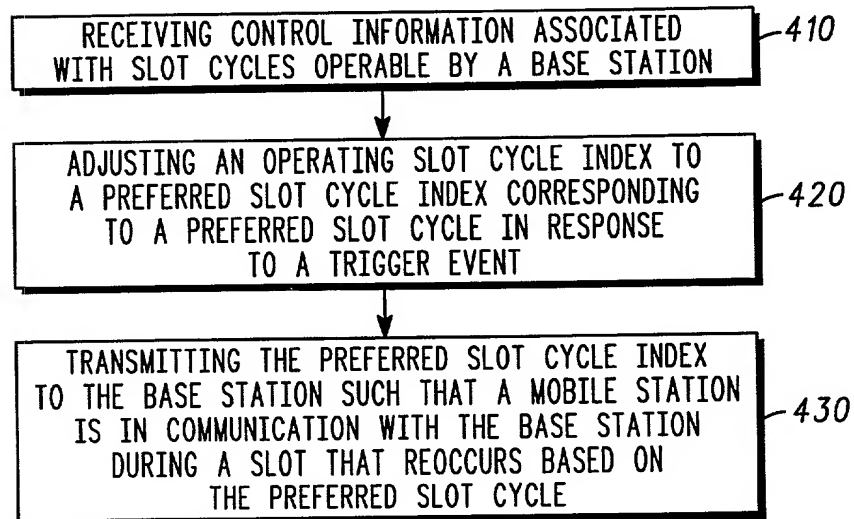 RECEIVING CONTROL INFORMATION ASSOCIATED
WITH SLOT CYCLES OPERABLE BY A BASE STATION
410
ADJUSTING AN OPERATING SLOT CYCLE INDEX TO
A PREFERRED SLOT CYCLE INDEX CORRESPONDING
TO A PREFERRED SLOT CYCLE IN RESPONSE
TO A TRIGGER EVENT
420
TRANSMITTING THE PREFERRED SLOT CYCLE INDEX
TO THE BASE STATION SUCH THAT A MOBILE STATION
IS IN COMMUNICATION WITH THE BASE STATION
DURING A SLOT THAT REOCCURS BASED ON
THE PREFERRED SLOT CYCLE
430